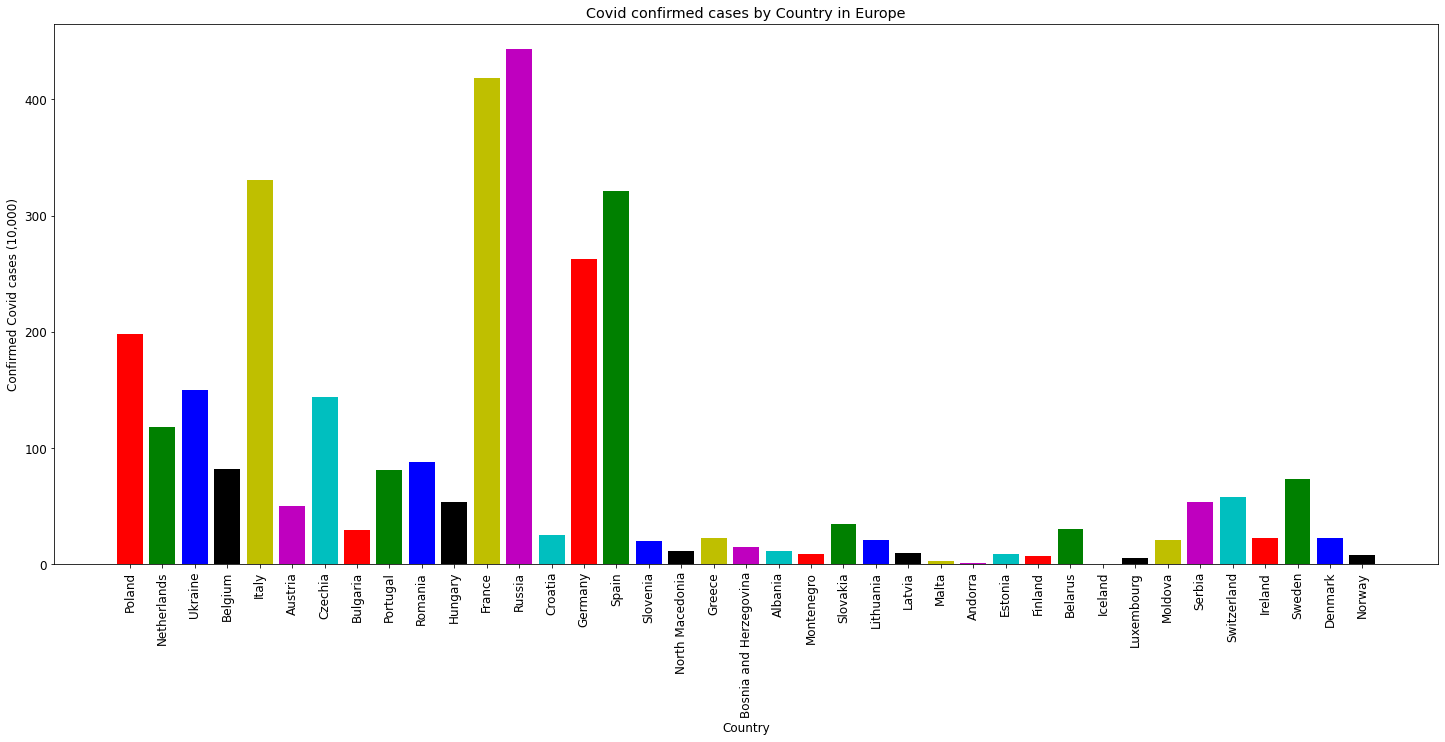 Covid confirmed cases by Country in Europe
Confirmed Covid cases (10,000)
400
300
200
100
0
Poland
Netherlands
Ukraine
Belgium
Italy
Austria
Czechia
Bulgaria
Portugal
Romania
Hungary
France
Russia
Croatia
Germany
Spain
Slovenia
North Macedonia
Greece
Bosnia and Herzegovina
Albania
Montenegro
Slovakia
Lithuania
Latvia
Malta
Andorra
Estonia
Finland
Belarus
Iceland
Luxembourg
Moldova
Serbia
Switzerland
Ireland
Sweden
Denmark
Norway
Country